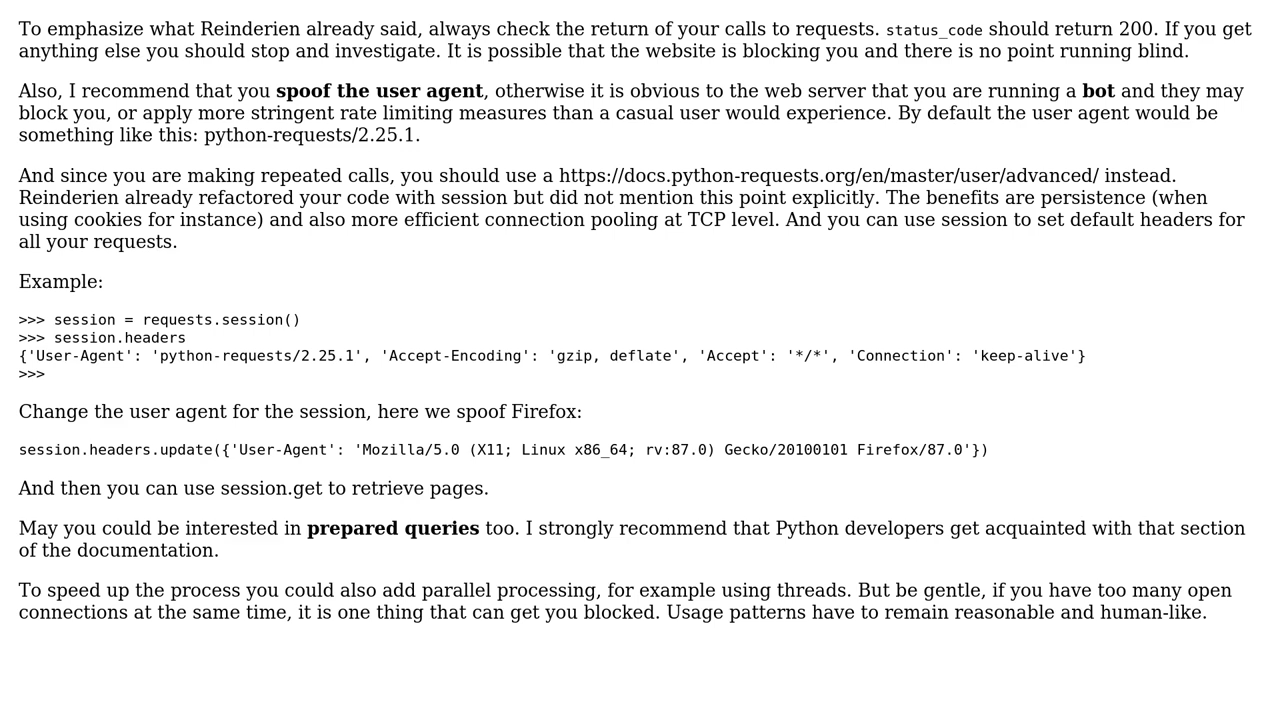 To emphasize what Reinderien already said, always check the return of your calls to requests. status_code should return 200. If you get
anything else you should stop and investigate. It is possible that the website is blocking you and there is no point running blind.
Also, I recommend that you spoof the user agent, otherwise it is obvious to the web server that you are running a bot and they may
block you, or apply more stringent rate limiting measures than a casual user would experience. By default the user agent would be
something like this: python-requests/2.25.1.
And since you are making repeated calls, you should use a https://docs.python-requests.org/en/master/user/advanced/ instead.
Reinderien already refactored your code with session but did not mention this point explicitly. The benefits are persistence (when
using cookies for instance) and also more efficient connection pooling at TCP level. And you can use session to set default headers for
all your requests.
Example:
>>> session = requests.session()
>>> session.headers
{'User-Agent': 'python-requests/2.25.1', 'Accept-Encoding': 'gzip, deflate', 'Accept': '*/*', 'Connection': 'keep-alive'}
>>>
Change the user agent for the session, here we spoof Firefox:
session.headers.update({'User-Agent': 'Mozilla/5.0 (X11; Linux x86_64; rv:87.0) Gecko/20100101 Firefox/87.0'})
And then you can use session.get to retrieve pages.
May you could be interested in prepared queries too. I strongly recommend that Python developers get acquainted with that section
of the documentation.
To speed up the process you could also add parallel processing, for example using threads. But be gentle, if you have too many open
connections at the same time, it is one thing that can get you blocked. Usage patterns have to remain reasonable and human-like.